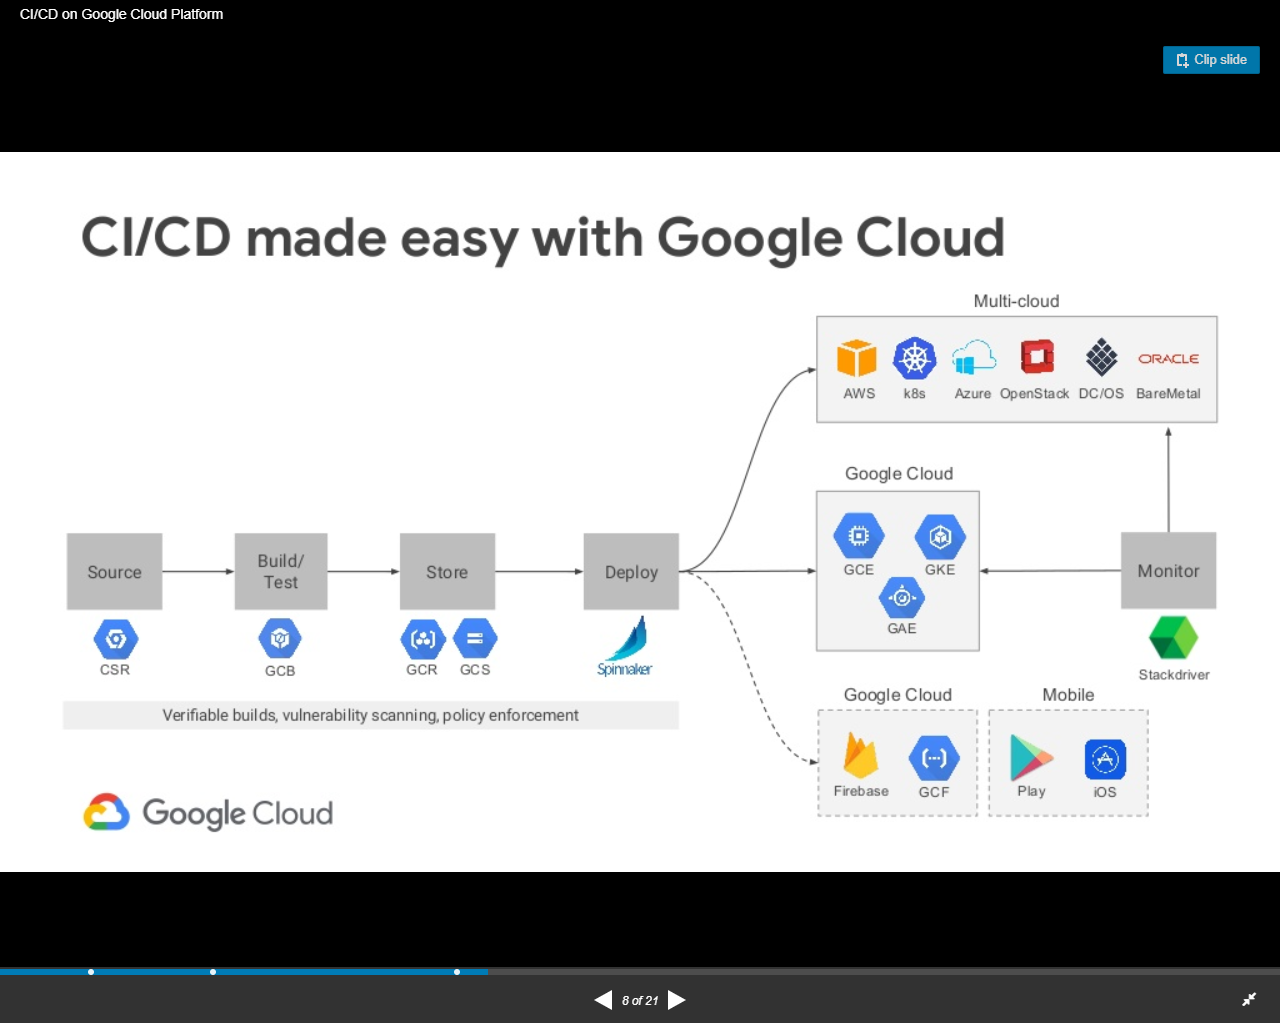 CI/CD on Google Cloud Platform
Clip slide
CI/CD made easy with Google Cloud
Multi-cloud
ORACLE
AWS k8s Azure OpenStack DC/OS BareMetal
Google Cloud
GCE GKE
GAE
Source
Build/
Test
Store
Deploy
Monitor
CSR
GCB
GCR GCS
Spinnaker
Stackdriver
Verifiable builds, vulnerability scanning, policy enforcement
Google Cloud
Firebase GCF
Mobile
Play iOS
Google Cloud
8 of 21